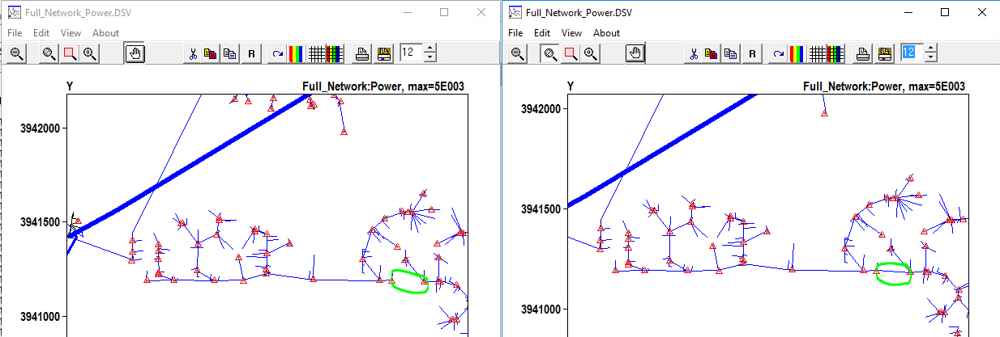 Full_Network_Power.DSV
File Edit View About
R
12
Y
Full_Network:Power, max=5E003
3942000
3941500
3941000
Full_Network_Power.DSV
File Edit View About
R
12
Y
Full_Network:Power, max=5E003
3942000
3941500
3941000